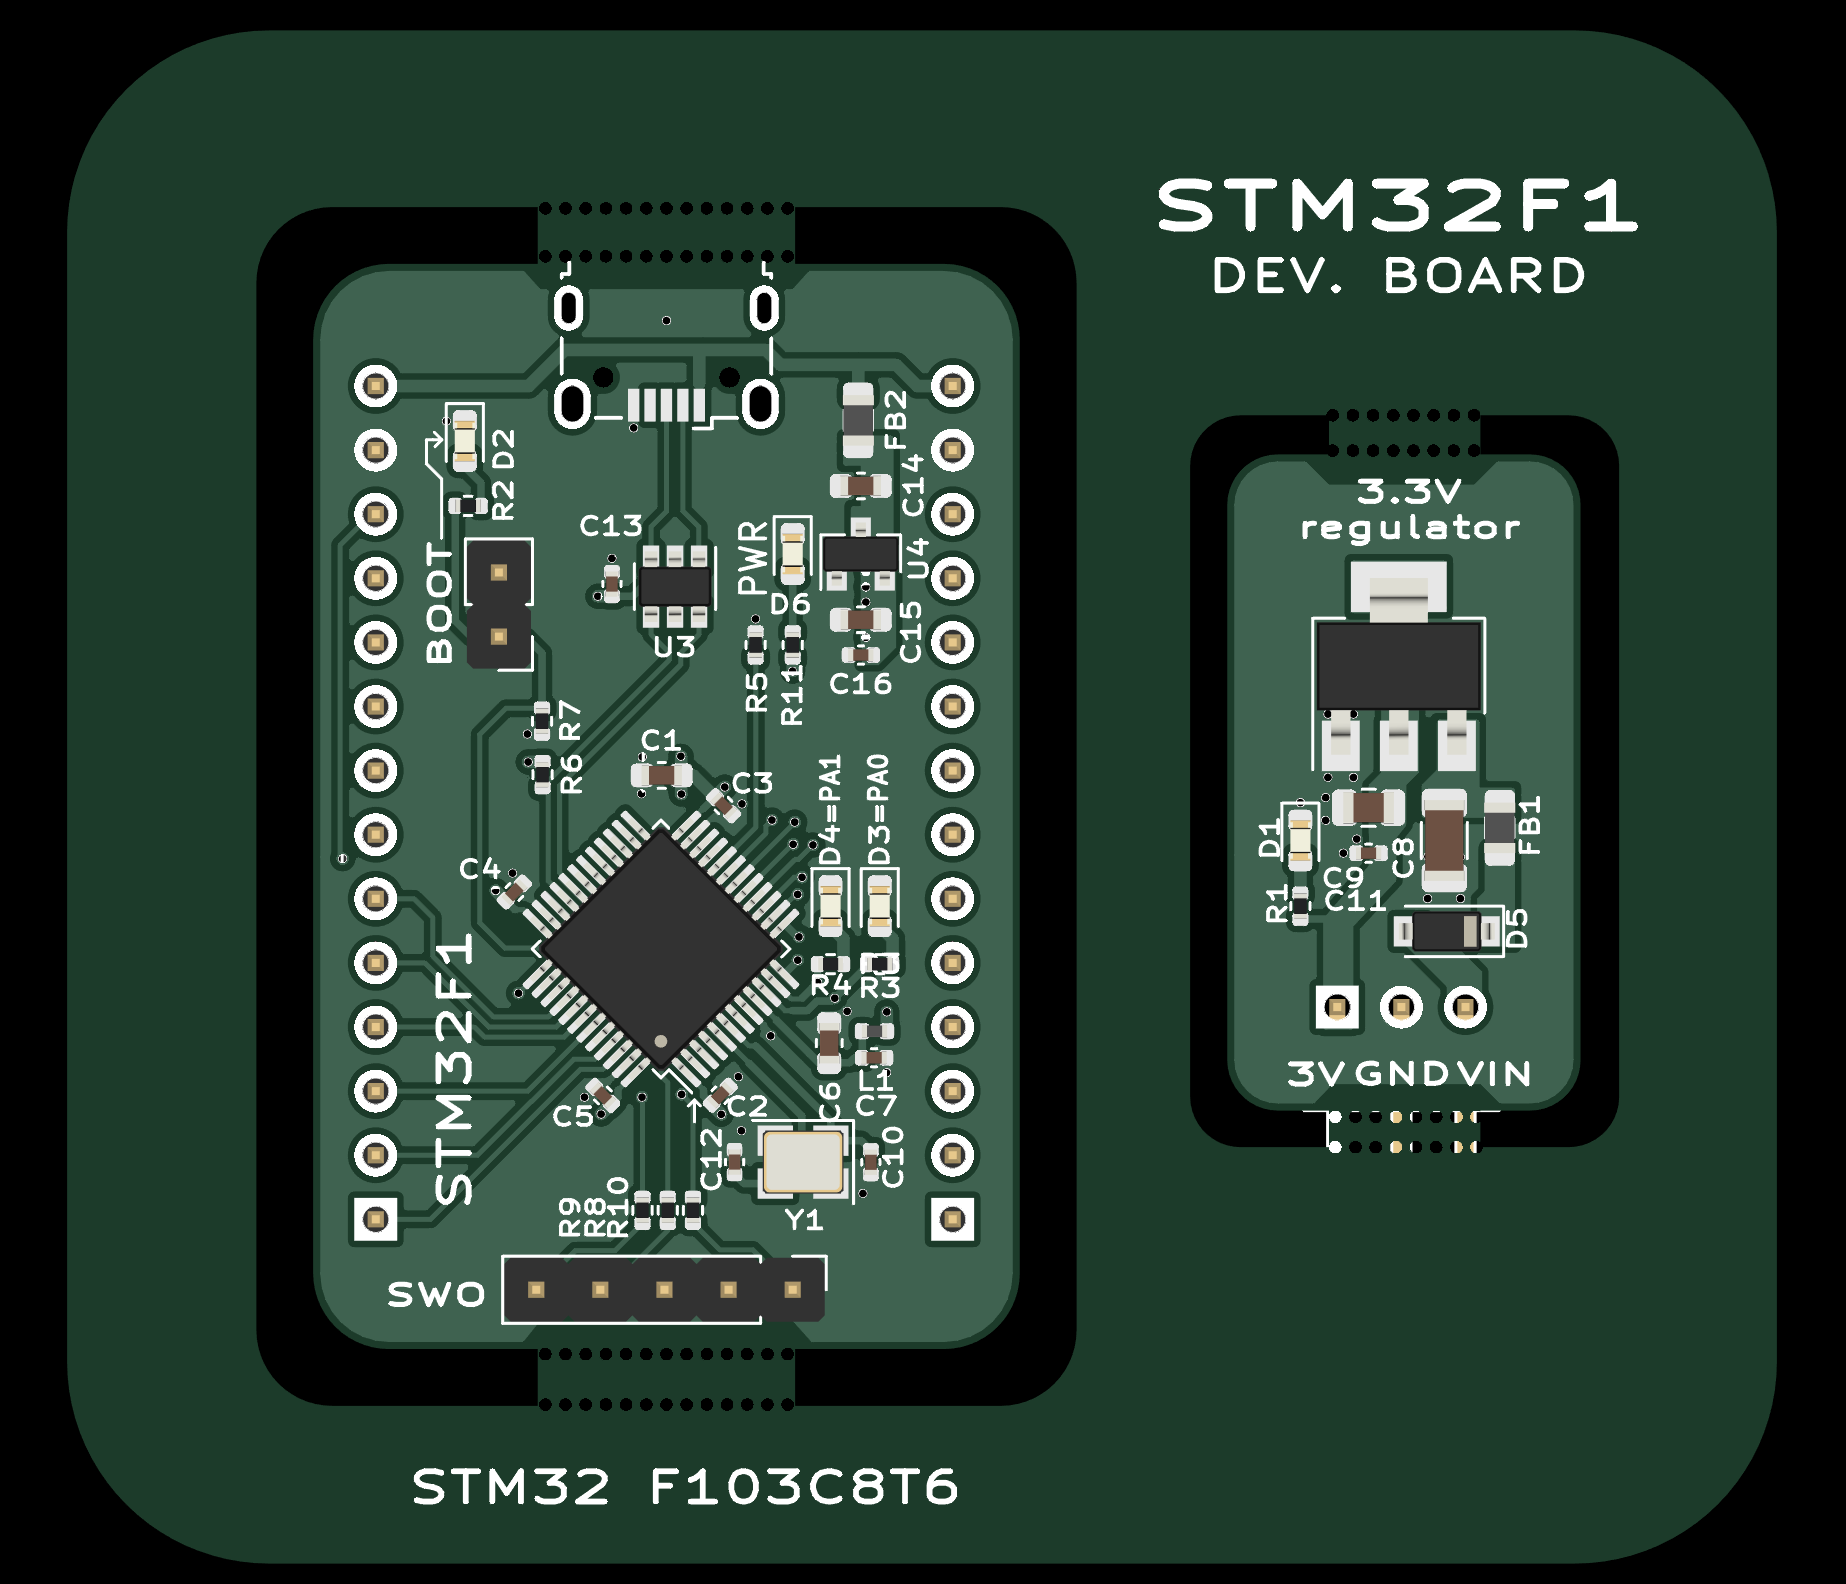 STM32F1
DEV. BOARD
D2
R2
BOOT
C13
U3
PWR
D6
FB2
C14
U4
C15
C16
R5
R11
R7
R6
C1
C3
C4
D4=PA1
D3=PA0
R4
R3
STM32F1
C6
L1
C7
C5
C2
C12
C10
Y1
R9
R8
R10
SWO
3.3V
regulator
D1
R1
C9
C11
C8
FB1
D5
3V GND VIN
STM32 F103C8T6